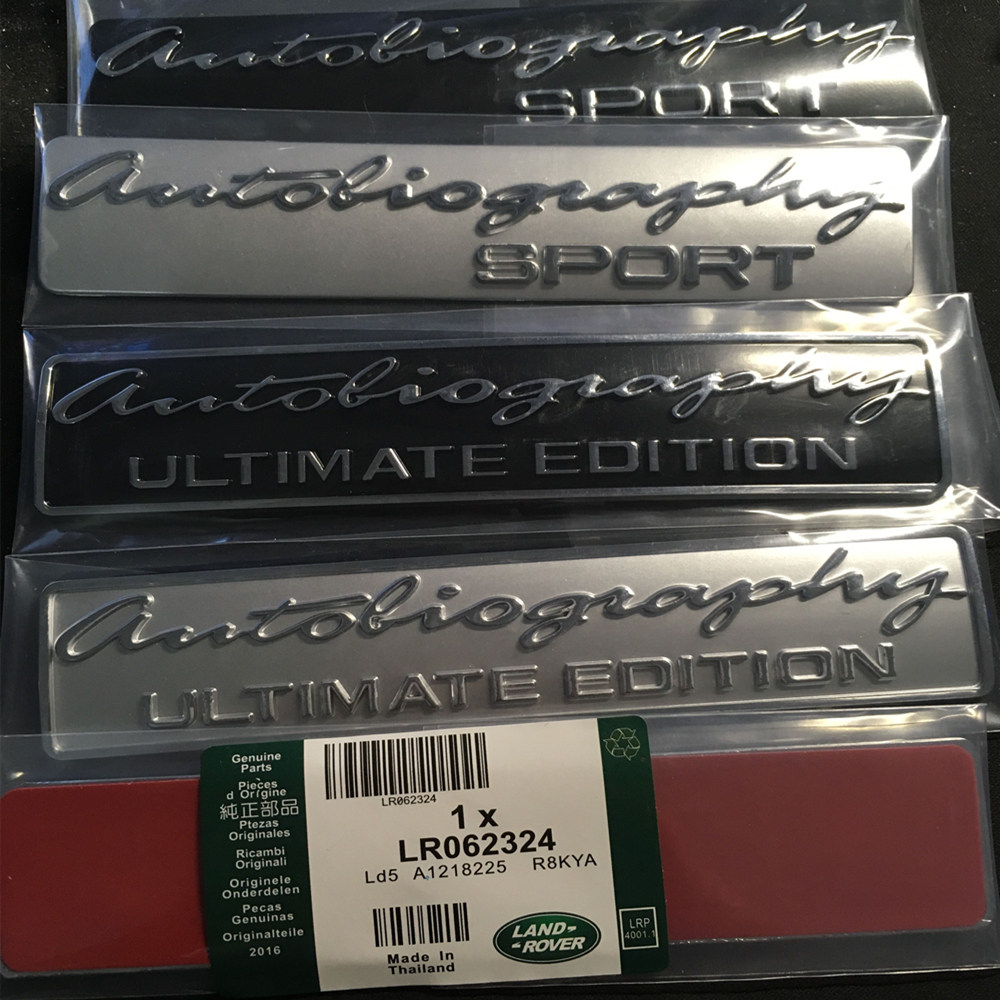 Autobiography
SPORT
Autobiography
SPORT
Autobiography
ULTIMATE EDITION
Autobiography
ULTIMATE EDITION
Genuine
Parts
Pièces
d Origine
純正部品
Ptezas
Originales
Ricambi
Originali
Originele
Onderdelen
Pecas
Genuinas
Originalteile
2016
LR062324
1 x
LR062324
Ld5 A1218225 R8KYA
Made In
Thailand
LAND-
-ROVER
LRP
4001.1